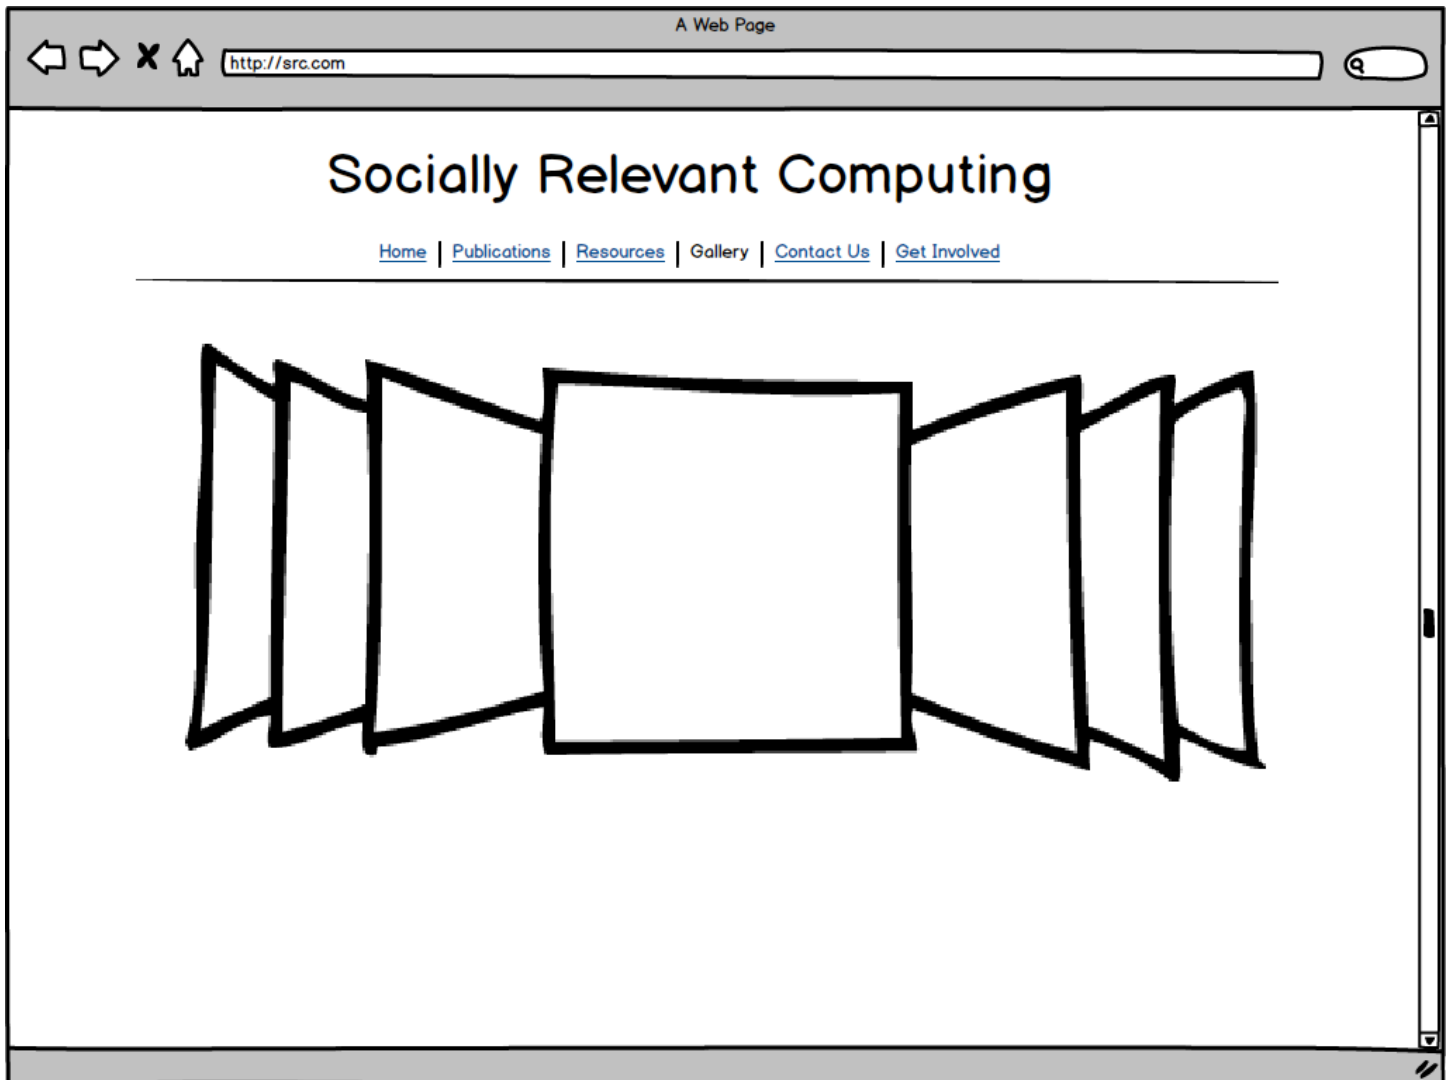 A Web Page
http://src.com
Socially Relevant Computing
Home | Publications | Resources | Gallery | Contact Us | Get Involved